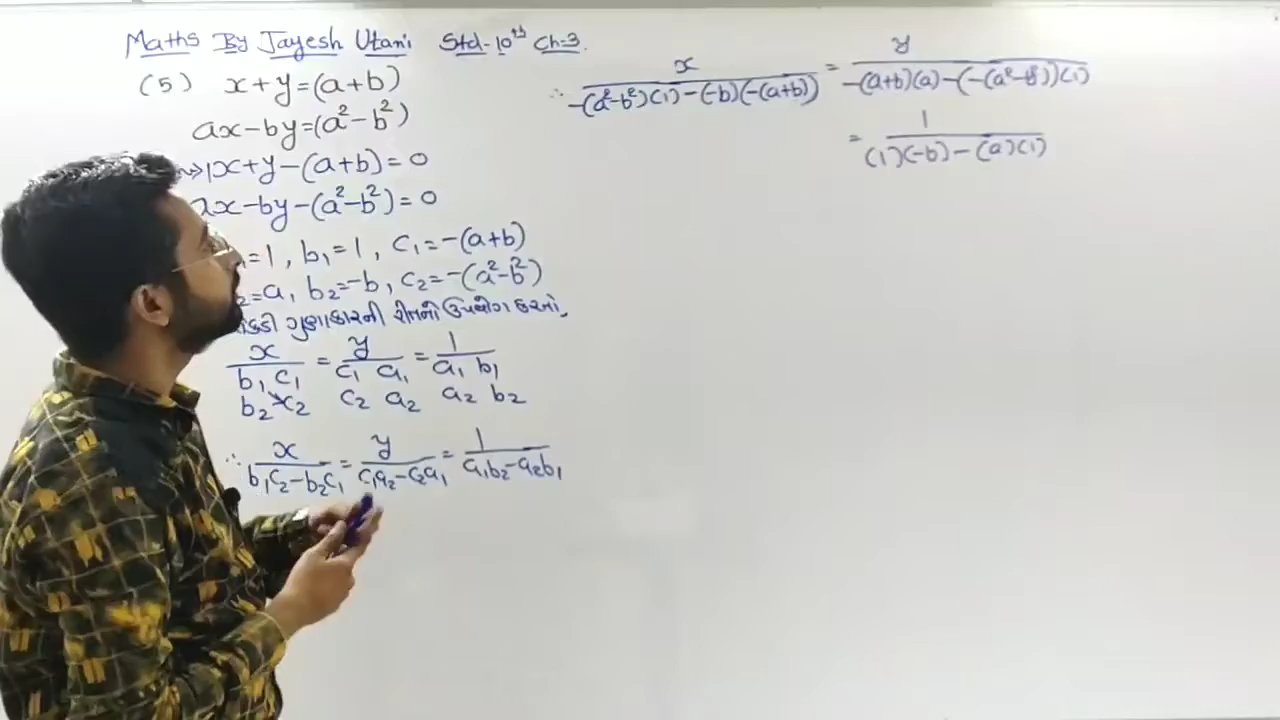 Maths By Jayesh Utani Std-10th Ch-3.
(5) x+y=(a+b)
ax-by=(a²-b²)
1x+y-(a+b)=0
ax-by-(a²-b²)=0
=1, b₁=1, c₁=-(a+b)
₂=a, b₂=-b, c₂=-(a²-b²)
ગુણાકારની રીતનો ઉપયોગ કરતાં,
x y 1
= =
b₁ c₁ c₁ a₁ a₁ b₁
b₂ c₂ c₂ a₂ a₂ b₂
∴ x = y = 1
b₁c₂-b₂c₁ c₁a₂-c₂a₁ a₁b₂-a₂b₁
∴ x = y
-(a²-b²)(1)-(-b)(-(a+b)) -(a+b)(a)-(-(a²-b²))(1)
= 1
(1)(-b)-(a)(1)